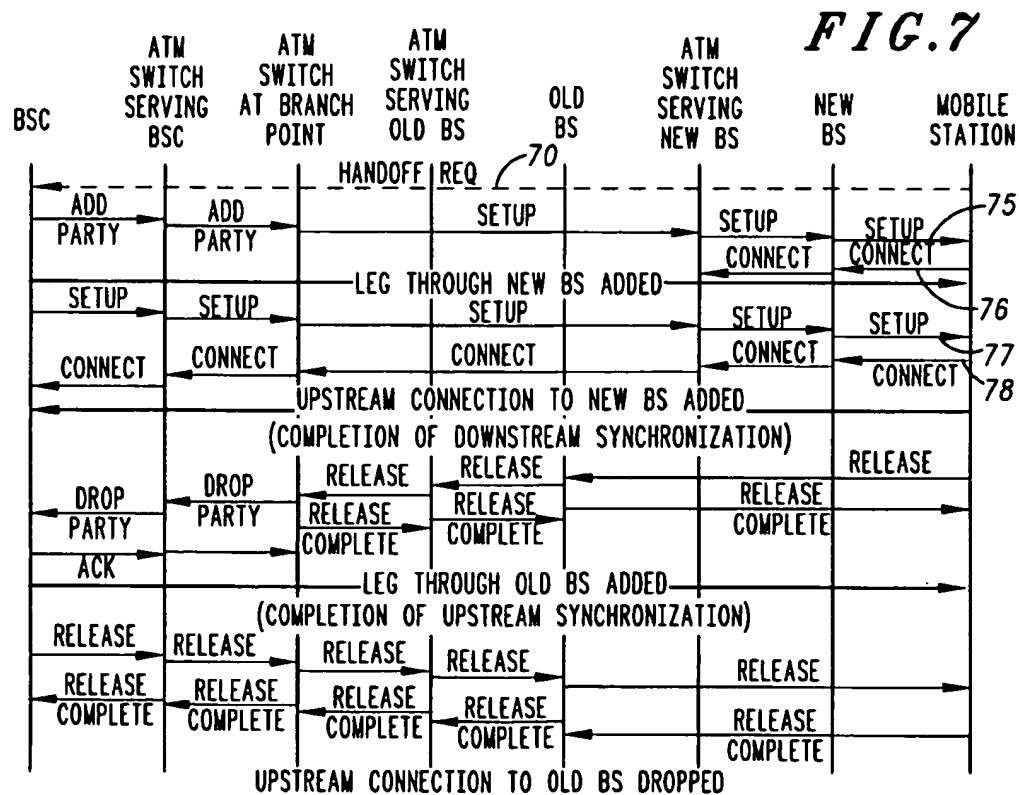 FIG.7
BSC
ATM
SWITCH
SERVING
BSC
ATM
SWITCH
AT BRANCH
POINT
ATM
SWITCH
SERVING
OLD BS
OLD
BS
ATM
SWITCH
SERVING
NEW BS
NEW
BS
MOBILE
STATION
HANDOFF REQ
70
ADD
PARTY
ADD
PARTY
SETUP
SETUP
SETUP
75
CONNECT
CONNECT
76
LEG THROUGH NEW BS ADDED
SETUP
SETUP
SETUP
SETUP
SETUP
77
CONNECT
CONNECT
CONNECT
CONNECT
CONNECT
78
UPSTREAM CONNECTION TO NEW BS ADDED
(COMPLETION OF DOWNSTREAM SYNCHRONIZATION)
RELEASE
RELEASE
RELEASE
DROP
PARTY
DROP
PARTY
RELEASE
COMPLETE
RELEASE
COMPLETE
RELEASE
COMPLETE
ACK
LEG THROUGH OLD BS ADDED
(COMPLETION OF UPSTREAM SYNCHRONIZATION)
RELEASE
RELEASE
RELEASE
RELEASE
RELEASE
RELEASE
COMPLETE
RELEASE
COMPLETE
RELEASE
COMPLETE
RELEASE
COMPLETE
RELEASE
COMPLETE
UPSTREAM CONNECTION TO OLD BS DROPPED